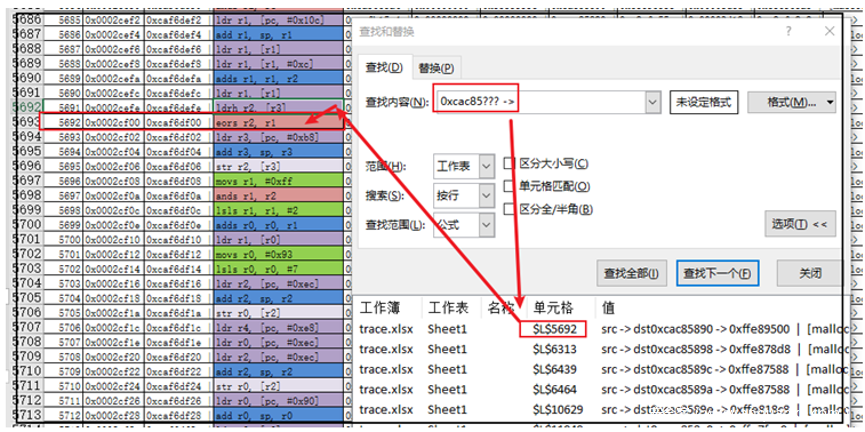 5686 5685 0x0002cef2 0xcaf6def2 ldr r1, [pc, #0x10c]
5687 5686 0x0002cef4 0xcaf6def4 add r1, sp, r1
5688 5687 0x0002cef6 0xcaf6def6 ldr r1, [r1]
5689 5688 0x0002cef8 0xcaf6def8 ldr r1, [r1, #0xc]
5690 5689 0x0002cefa 0xcaf6defa adds r1, r1, r2
5691 5690 0x0002cefc 0xcaf6defc ldr r1, [r1]
5692 5691 0x0002cefe 0xcaf6defe ldrh r2, [r3]
5693 5692 0x0002cf00 0xcaf6df00 eors r2, r1
5694 5693 0x0002cf02 0xcaf6df02 ldr r3, [pc, #0xb8]
5695 5694 0x0002cf04 0xcaf6df04 add r3, sp, r3
5696 5695 0x0002cf06 0xcaf6df06 str r2, [r3]
5697 5696 0x0002cf08 0xcaf6df08 movs r1, #0xff
5698 5697 0x0002cf0a 0xcaf6df0a ands r1, r2
5699 5698 0x0002cf0c 0xcaf6df0c lsls r1, r1, #2
5700 5699 0x0002cf0e 0xcaf6df0e adds r0, r0, r1
5701 5700 0x0002cf10 0xcaf6df10 ldr r1, [r0]
5702 5701 0x0002cf12 0xcaf6df12 movs r0, #0x93
5703 5702 0x0002cf14 0xcaf6df14 lsls r0, r0, #7
5704 5703 0x0002cf16 0xcaf6df16 ldr r2, [pc, #0xec]
5705 5704 0x0002cf18 0xcaf6df18 add r2, sp, r2
5706 5705 0x0002cf1a 0xcaf6df1a str r0, [r2]
5707 5706 0x0002cf1c 0xcaf6df1c ldr r4, [pc, #0xe8]
5708 5707 0x0002cf1e 0xcaf6df1e ldr r0, [pc, #0xec]
5709 5708 0x0002cf20 0xcaf6df20 ldr r2, [pc, #0xec]
5710 5709 0x0002cf22 0xcaf6df22 add r2, sp, r2
5711 5710 0x0002cf24 0xcaf6df24 str r0, [r2]
5712 5711 0x0002cf26 0xcaf6df26 ldr r0, [pc, #0x90]
5713 5712 0x0002cf28 0xcaf6df28 add r0, sp, r0
查找和替换 ? ×
查找(D) 替换(P)
查找内容(N): 0xcac85??? -> 未设定格式 格式(M)...
范围(H): 工作表 区分大小写(C)
搜索(S): 按行 单元格匹配(O)
查找范围(L): 公式 区分全/半角(B)
选项(T) <<
查找全部(I) 查找下一个(F) 关闭
工作簿 工作表 名称 单元格 值
trace.xlsx Sheet1 $L$5692 src -> dst0xcac85890 -> 0xffe89500 | [malloc
trace.xlsx Sheet1 $L$6313 src -> dst0xcac85898 -> 0xffe878d8 | [malloc
trace.xlsx Sheet1 $L$6439 src -> dst0xcac8589c -> 0xffe87588 | [malloc
trace.xlsx Sheet1 $L$6464 src -> dst0xcac8589a -> 0xffe87588 | [malloc
trace.xlsx Sheet1 $L$10629